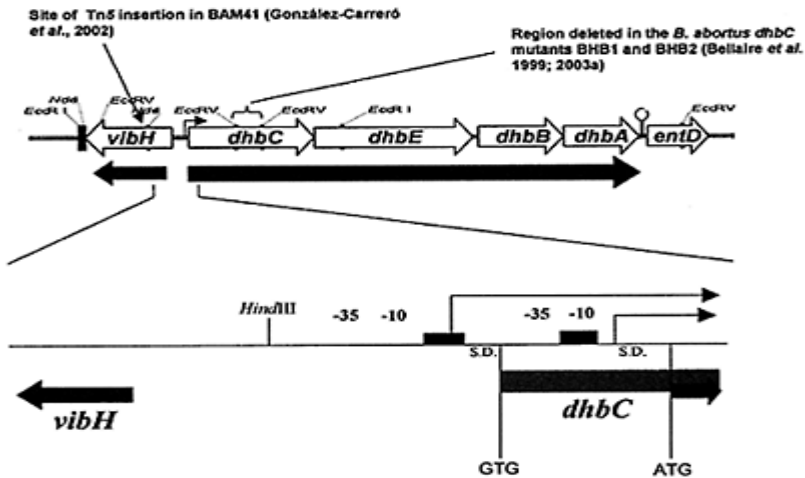 Site of Tn5 insertion in BAM41 (González-Carreró
et al., 2002)
Region deleted in the B. abortus dhbC
mutants BHB1 and BHB2 (Bellaire et al.
1999; 2003a)
EcoRV EcoRV EcoRV EcoRI EcoRV
EcoRI
vibH dhbC dhbE dhbB dhbA entD
HindIII -35 -10 -35 -10
S.D. S.D.
vibH dhbC
GTG ATG